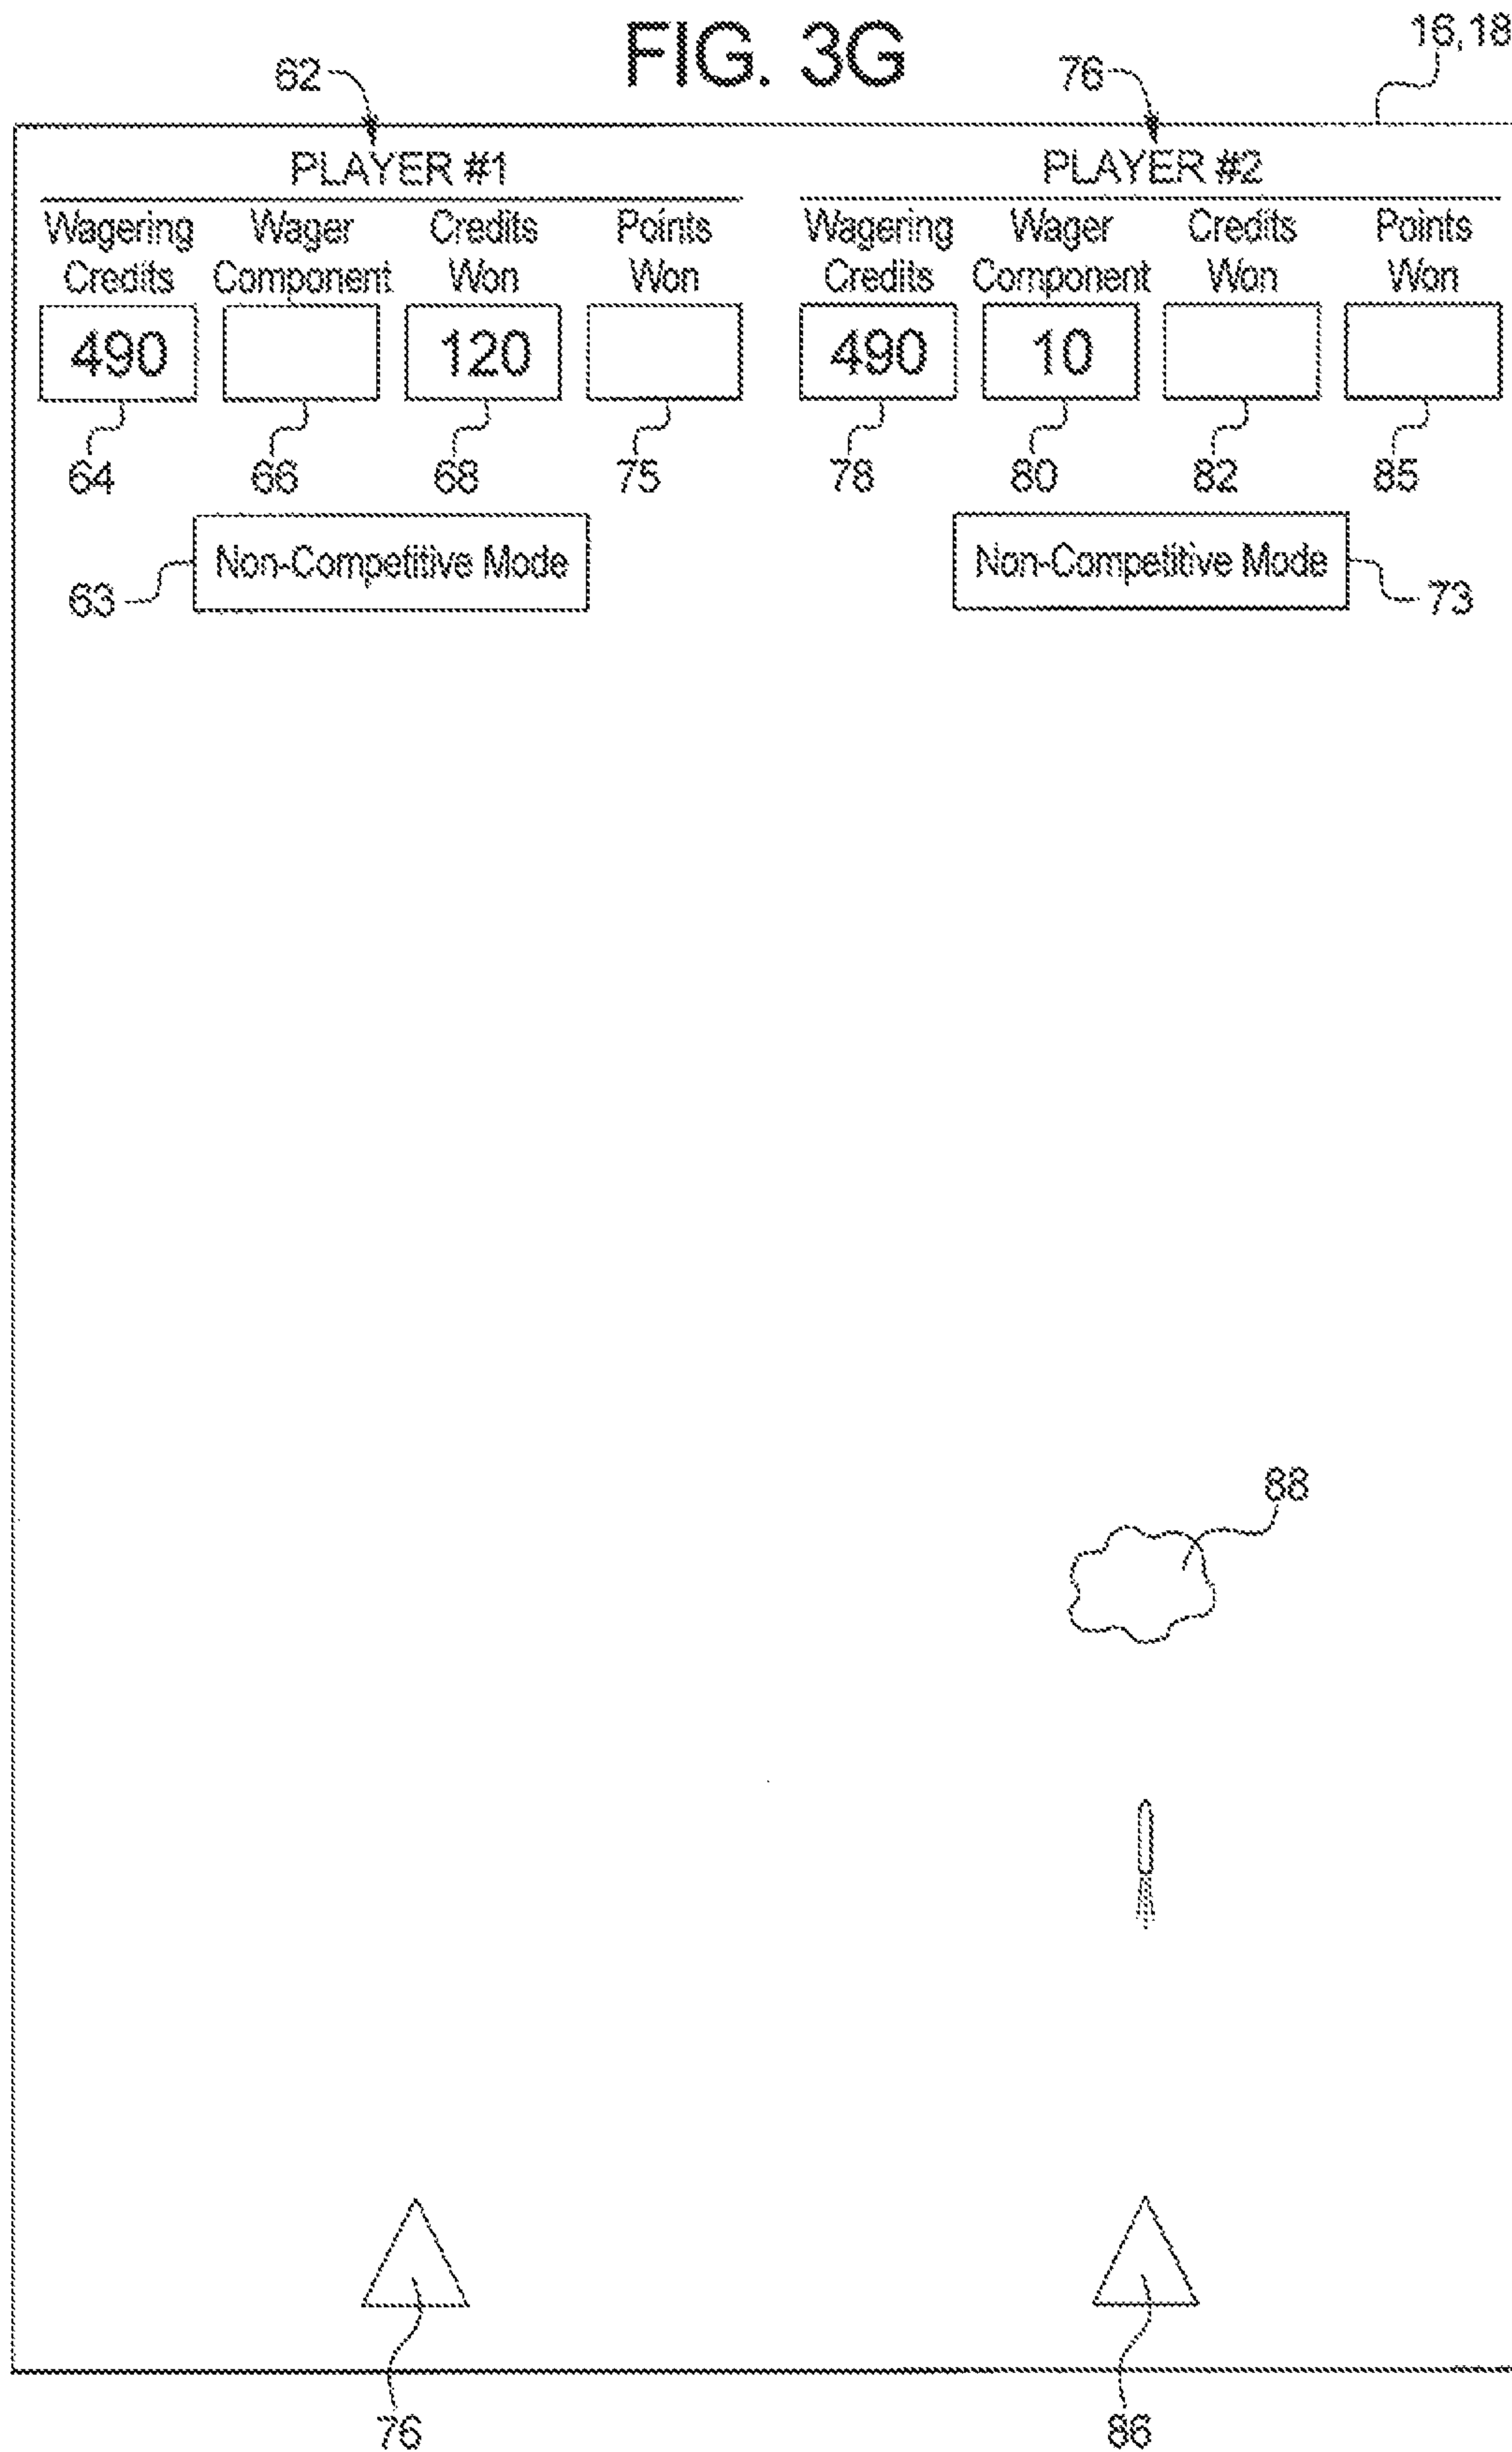 FIG. 3G
16,18
62
76
PLAYER #1
PLAYER #2
Wagering Wager Credits Points Wagering Wager Credits Points
Credits Component Won Won Credits Component Won Won
490 120 490 10
64 66 68 75 78 80 82 85
Non-Competitive Mode Non-Competitive Mode
63 73
88
76 86